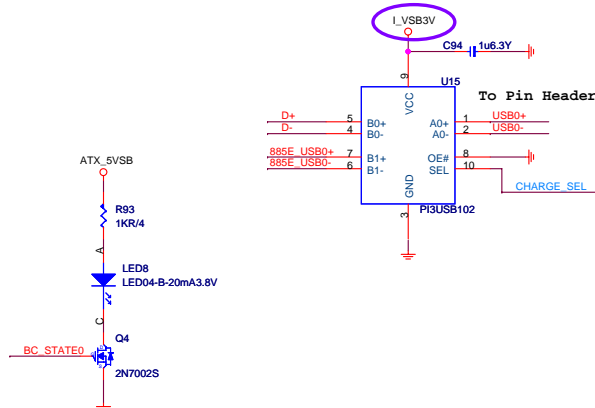 I_VSB3V
C94 1u6.3Y
9
U15
VCC
To Pin Header
D+ 5 B0+ A0+ 1 USB0+
D- 4 B0- A0- 2 USB0-
885E_USB0+ 7 B1+ OE# 8
885E_USB0- 6 B1- SEL 10
CHARGE_SEL
GND
3
PI3USB102
ATX_5VSB
R93
1KR/4
A
LED8
LED04-B-20mA3.8V
C
Q4
BC_STATE0
2N7002S